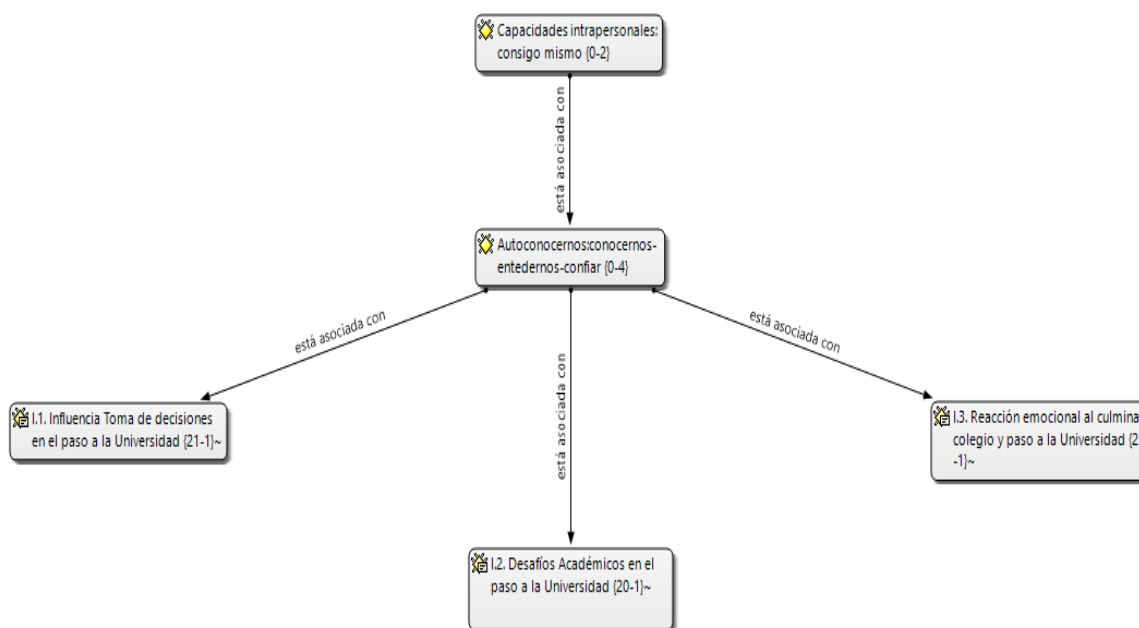 Capacidades intrapersonales:
consigo mismo {0-2}
está asociada con
Autoconocernos:conocernos-
entedernos-confiar {0-4}
está asociada con
está asociada con
está asociada con
I.1. Influencia Toma de decisiones
en el paso a la Universidad {21-1}~
I.3. Reacción emocional al culmina
colegio y paso a la Universidad {2
-1}~
I.2. Desafíos Académicos en el
paso a la Universidad {20-1}~